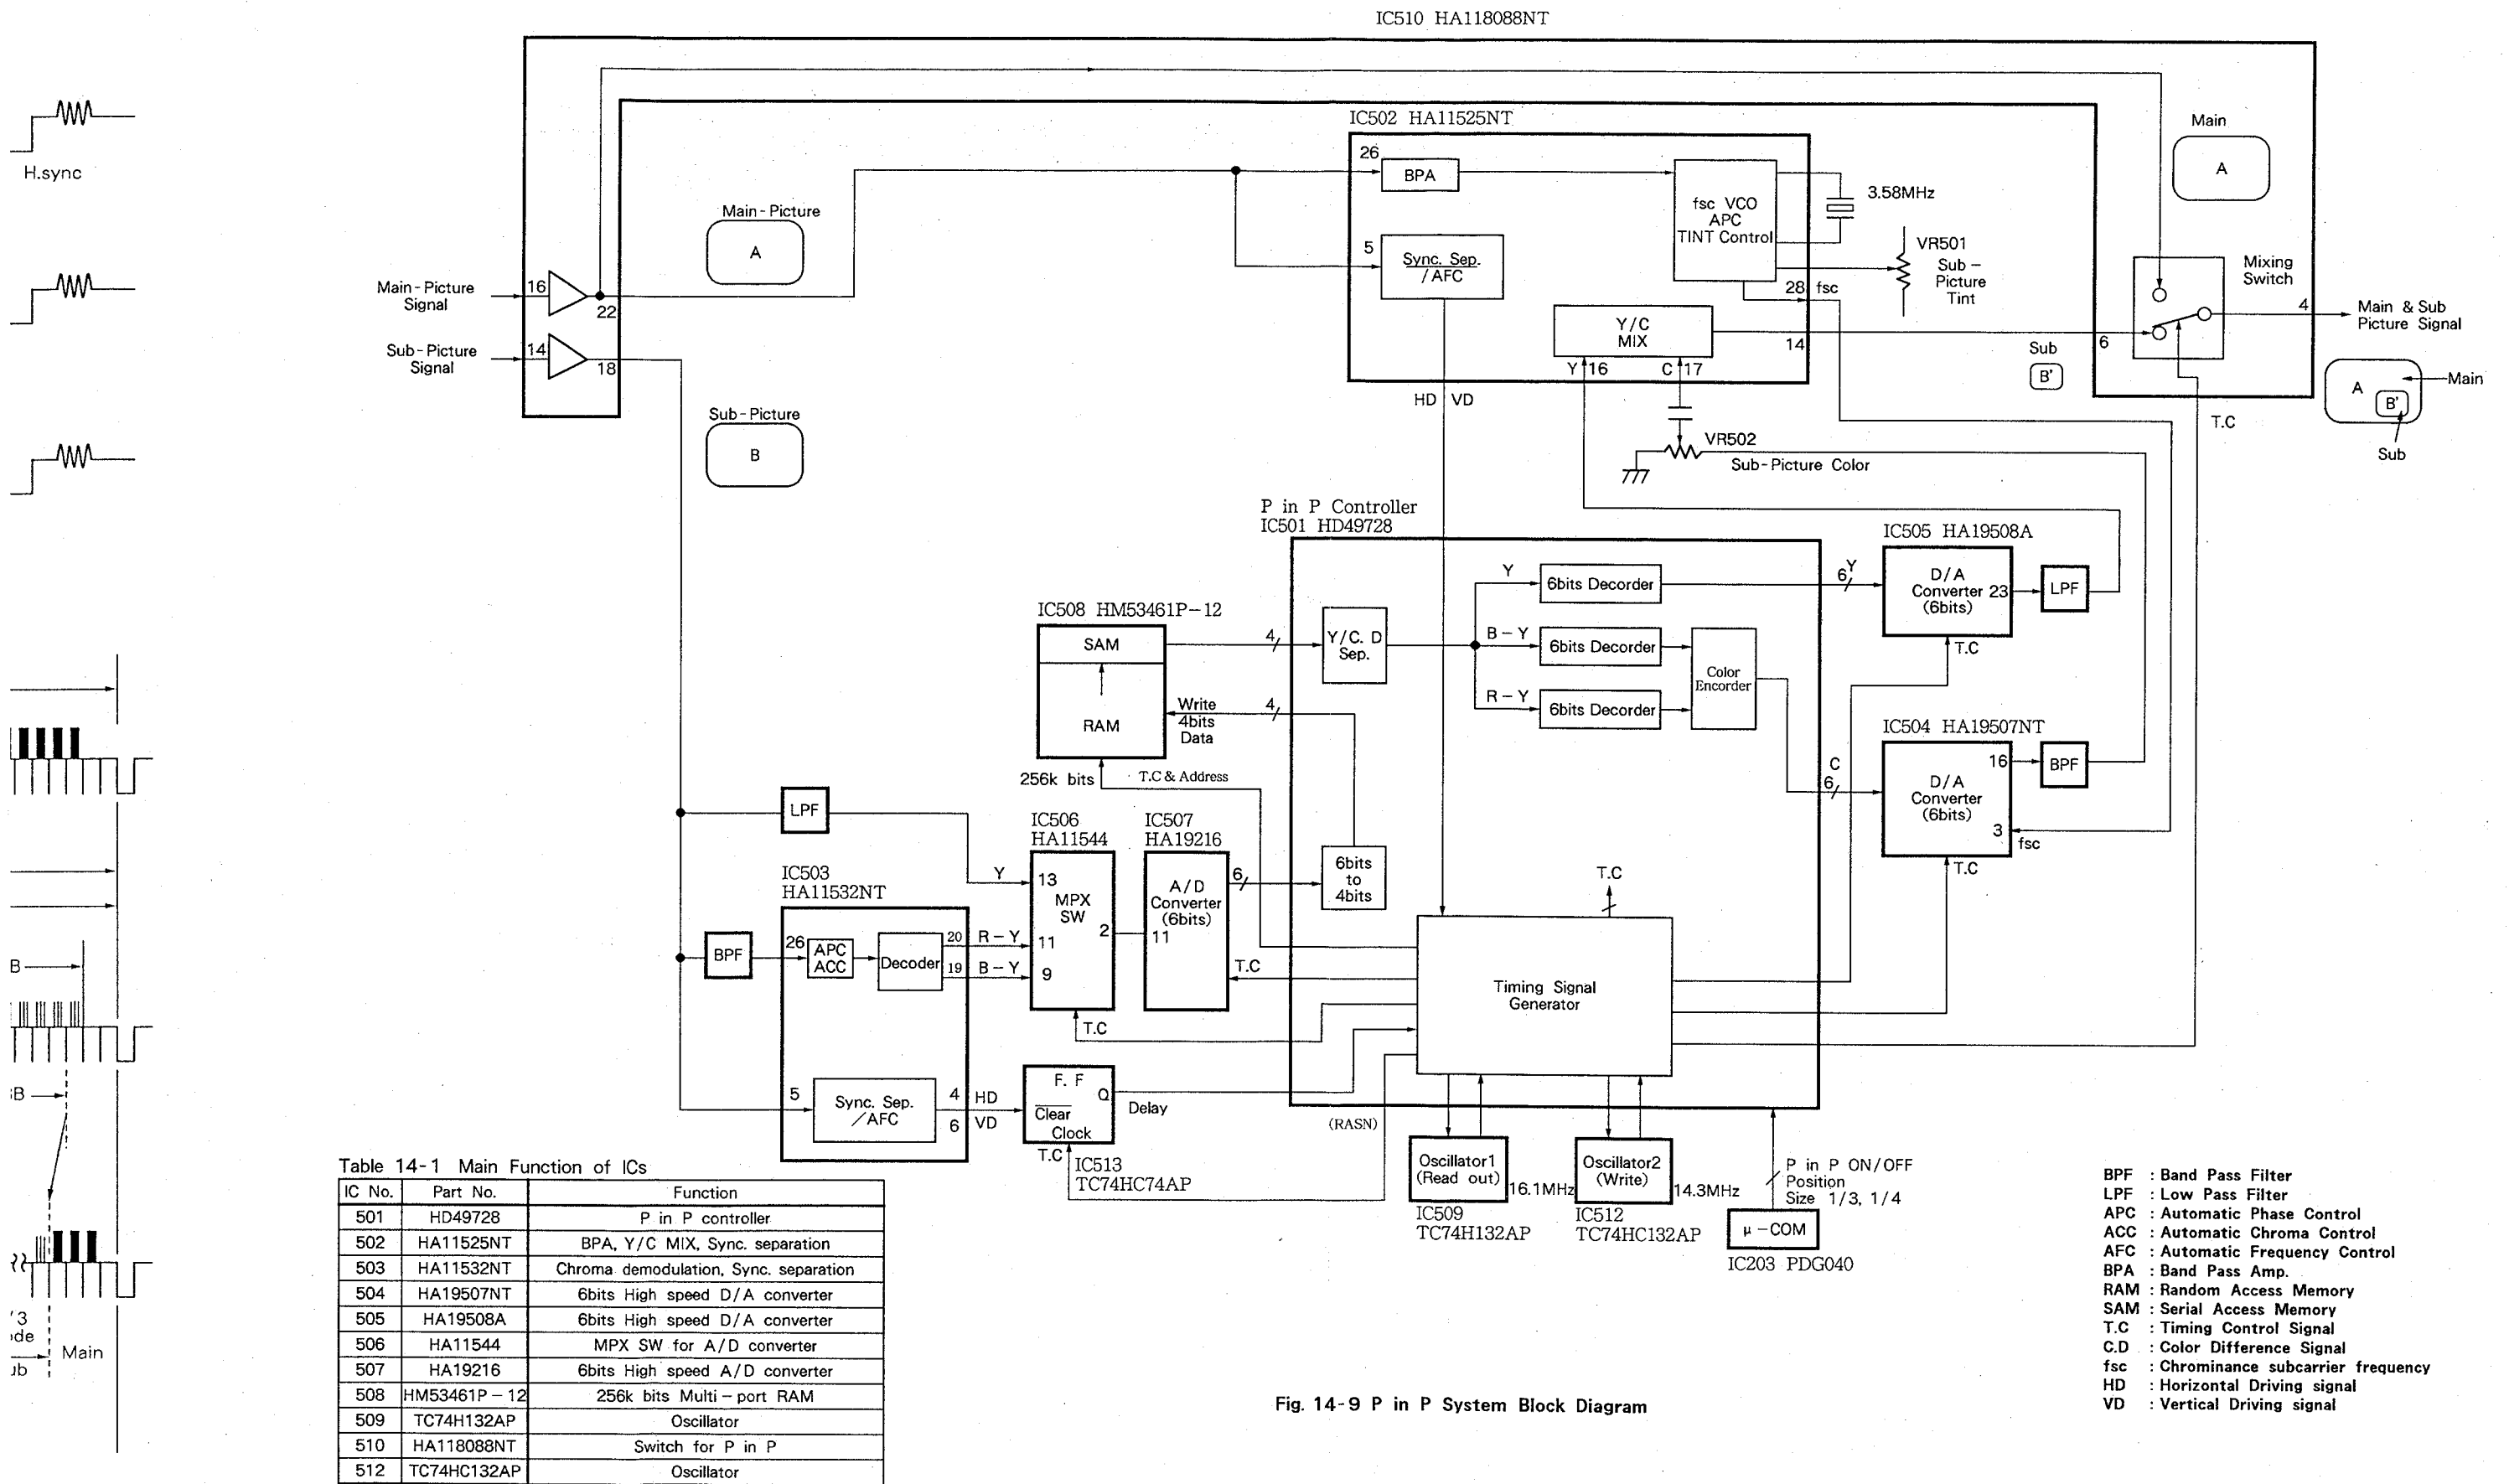 IC510 HA118088NT
H.sync
Main-Picture
A
Main-Picture
Signal
16
22
Sub-Picture
Signal
14
18
Sub-Picture
B
IC502 HA11525NT
26
BPA
5
Sync. Sep.
/AFC
fsc VCO
APC
TINT Control
3.58MHz
VR501
Sub-
Picture
Tint
28 fsc
Y/C
MIX
14
Y 16
C 17
HD VD
VR502
Sub-Picture Color
Main
A
Mixing
Switch
4
Main & Sub
Picture Signal
6
Sub
B'
T.C
A
B'
Main
Sub
P in P Controller
IC501 HD49728
IC508 HM53461P-12
SAM
RAM
4
Write
4bits
Data
4
256k bits
T.C & Address
Y/C. D
Sep.
Y
6bits Decorder
B-Y
6bits Decorder
R-Y
6bits Decorder
Color
Encorder
6 Y
IC505 HA19508A
D/A
Converter
(6bits)
23
LPF
T.C
IC504 HA19507NT
16
BPF
D/A
Converter
(6bits)
3
fsc
T.C
C
6
LPF
IC506
HA11544
Y
13
MPX
SW
2
11
9
T.C
IC507
HA19216
A/D
Converter
(6bits)
11
6
T.C
6bits
to
4bits
T.C
Timing Signal
Generator
IC503
HA11532NT
BPF
26
APC
ACC
Decoder
20 R-Y
19 B-Y
5
Sync. Sep.
/AFC
4 HD
6 VD
F. F
Q
Clear
Clock
Delay
T.C
IC513
TC74HC74AP
(RASN)
Oscillator1
(Read out)
16.1MHz
IC509
TC74H132AP
Oscillator2
(Write)
14.3MHz
IC512
TC74HC132AP
P in P ON/OFF
Position
Size 1/3, 1/4
μ-COM
IC203 PDG040
B
Main
Table 14-1 Main Function of ICs
IC No. Part No. Function
501 HD49728 P in P controller
502 HA11525NT BPA, Y/C MIX, Sync. separation
503 HA11532NT Chroma demodulation, Sync. separation
504 HA19507NT 6bits High speed D/A converter
505 HA19508A 6bits High speed D/A converter
506 HA11544 MPX SW for A/D converter
507 HA19216 6bits High speed A/D converter
508 HM53461P-12 256k bits Multi-port RAM
509 TC74H132AP Oscillator
510 HA118088NT Switch for P in P
512 TC74HC132AP Oscillator
Fig. 14-9 P in P System Block Diagram
BPF : Band Pass Filter
LPF : Low Pass Filter
APC : Automatic Phase Control
ACC : Automatic Chroma Control
AFC : Automatic Frequency Control
BPA : Band Pass Amp.
RAM : Random Access Memory
SAM : Serial Access Memory
T.C : Timing Control Signal
C.D : Color Difference Signal
fsc : Chrominance subcarrier frequency
HD : Horizontal Driving signal
VD : Vertical Driving signal